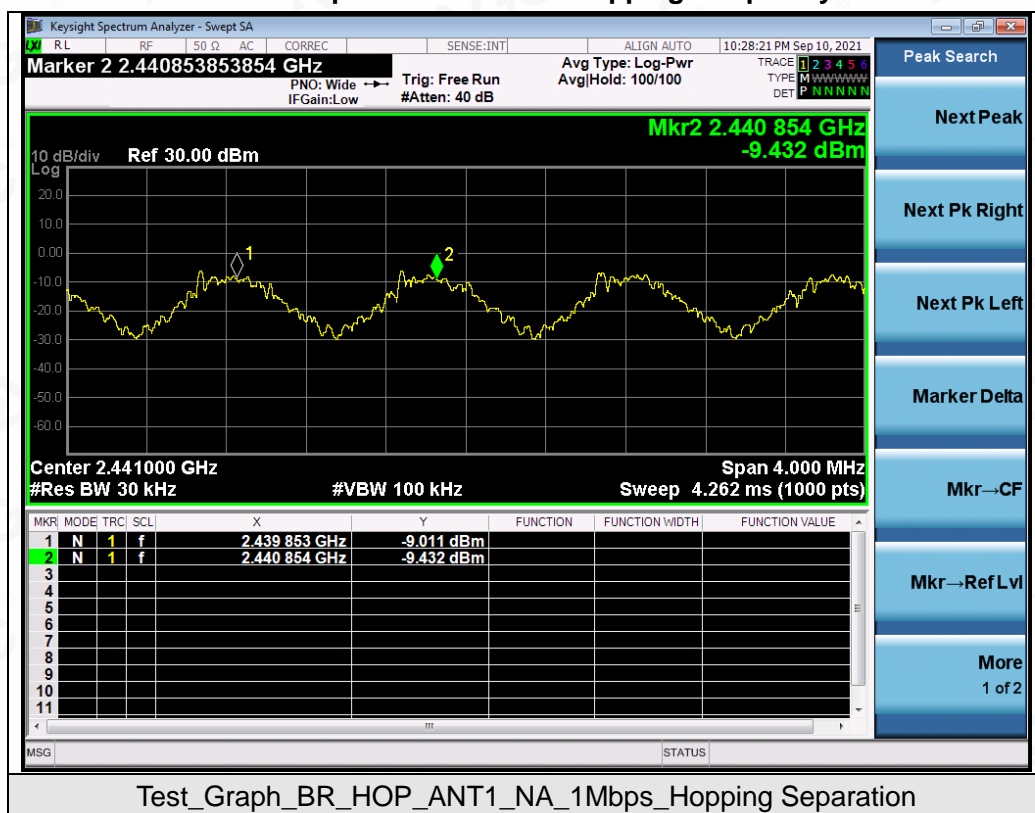 Keysight Spectrum Analyzer - Swept SA
RL RF 50 Ω AC CORREC SENSE:INT ALIGN AUTO 10:28:21 PM Sep 10, 2021
Marker 2 2.440853853854 GHz
PNO: Wide
IFGain:Low
Trig: Free Run
#Atten: 40 dB
Avg Type: Log-Pwr
Avg|Hold: 100/100
TRACE 1 2 3 4 5 6
TYPE M WWWWW
DET P N N N N N
Mkr2 2.440 854 GHz
-9.432 dBm
10 dB/div Ref 30.00 dBm
Log
20.0
10.0
0.00
-10.0
-20.0
-30.0
-40.0
-50.0
-60.0
1
2
Center 2.441000 GHz Span 4.000 MHz
#Res BW 30 kHz #VBW 100 kHz Sweep 4.262 ms (1000 pts)
MKR MODE TRC SCL X Y FUNCTION FUNCTION WIDTH FUNCTION VALUE
1 N 1 f 2.439 853 GHz -9.011 dBm
2 N 1 f 2.440 854 GHz -9.432 dBm
3
4
5
6
7
8
9
10
11
MSG STATUS
Peak Search
Next Peak
Next Pk Right
Next Pk Left
Marker Delta
Mkr→CF
Mkr→Ref Lvl
More
1 of 2
Test_Graph_BR_HOP_ANT1_NA_1Mbps_Hopping Separation